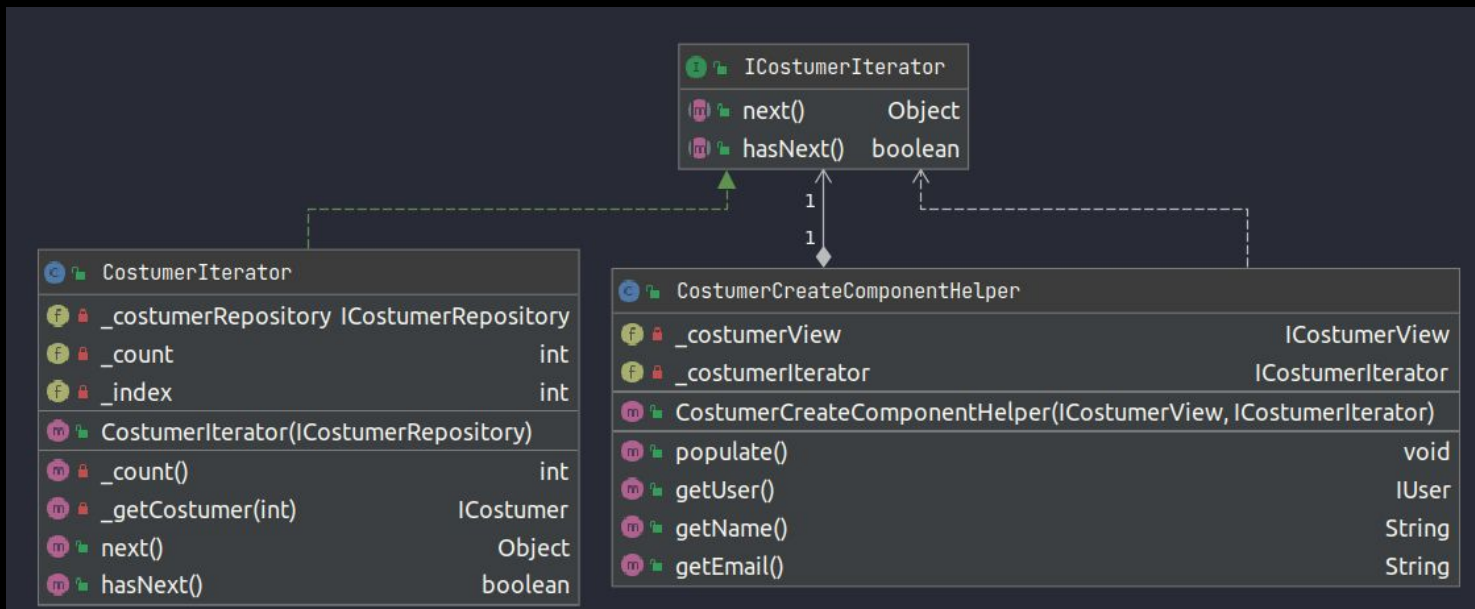 ICostumerIterator
next() Object
hasNext() boolean
1
1
CostumerIterator
_costumerRepository ICostumerRepository
_count int
_index int
CostumerIterator(ICostumerRepository)
_count() int
_getCostumer(int) ICostumer
next() Object
hasNext() boolean
CostumerCreateComponentHelper
_costumerView ICostumerView
_costumerIterator ICostumerIterator
CostumerCreateComponentHelper(ICostumerView, ICostumerIterator)
populate() void
getUser() IUser
getName() String
getEmail() String